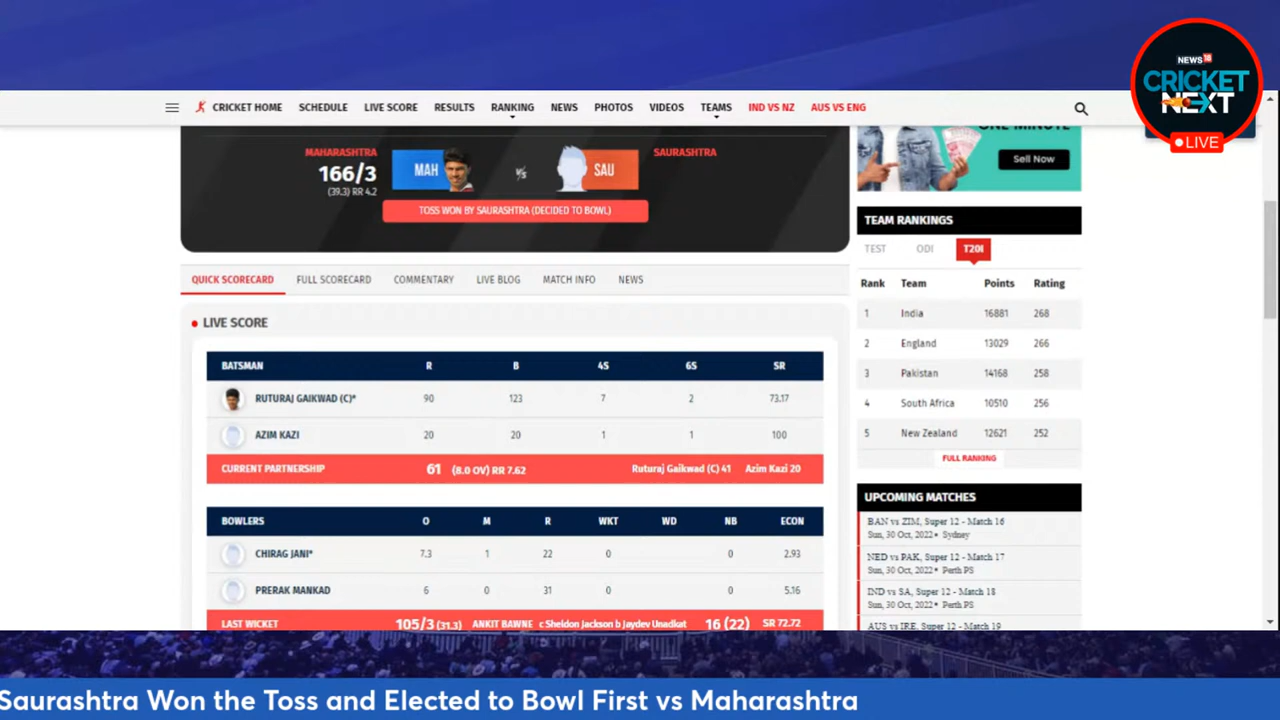 NEWS18
CRICKET
NEXT
LIVE
CRICKET HOME SCHEDULE LIVE SCORE RESULTS RANKING NEWS PHOTOS VIDEOS TEAMS IND VS NZ AUS VS ENG
MAHARASHTRA
166/3
(39.3) RR 4.2
MAH
V/S
SAU
SAURASHTRA
TOSS WON BY SAURASHTRA (DECIDED TO BOWL)
ONE MINUTE
Sell Now
QUICK SCORECARD FULL SCORECARD COMMENTARY LIVE BLOG MATCH INFO NEWS
LIVE SCORE
BATSMAN R B 4S 6S SR
RUTURAJ GAIKWAD (C)* 90 123 7 2 73.17
AZIM KAZI 20 20 1 1 100
CURRENT PARTNERSHIP 61 (8.0 OV) RR 7.62 Ruturaj Gaikwad (C) 41 Azim Kazi 20
BOWLERS O M R WKT WD NB ECON
CHIRAG JANI* 7.3 1 22 0 0 2.93
PRERAK MANKAD 6 0 31 0 0 5.16
LAST WICKET 105/3 (31.3) ANKIT BAWNE c Sheldon Jackson b Jaydev Unadkat 16 (22) SR 72.72
TEAM RANKINGS
TEST ODI T20I
Rank Team Points Rating
1 India 16881 268
2 England 13029 266
3 Pakistan 14168 258
4 South Africa 10510 256
5 New Zealand 12621 252
FULL RANKING
UPCOMING MATCHES
BAN vs ZIM, Super 12 - Match 16
Sun, 30 Oct, 2022• Sydney
NED vs PAK, Super 12 - Match 17
Sun, 30 Oct, 2022• Perth PS
IND vs SA, Super 12 - Match 18
Sun, 30 Oct, 2022• Perth PS
AUS vs IRE, Super 12 - Match 19
Saurashtra Won the Toss and Elected to Bowl First vs Maharashtra